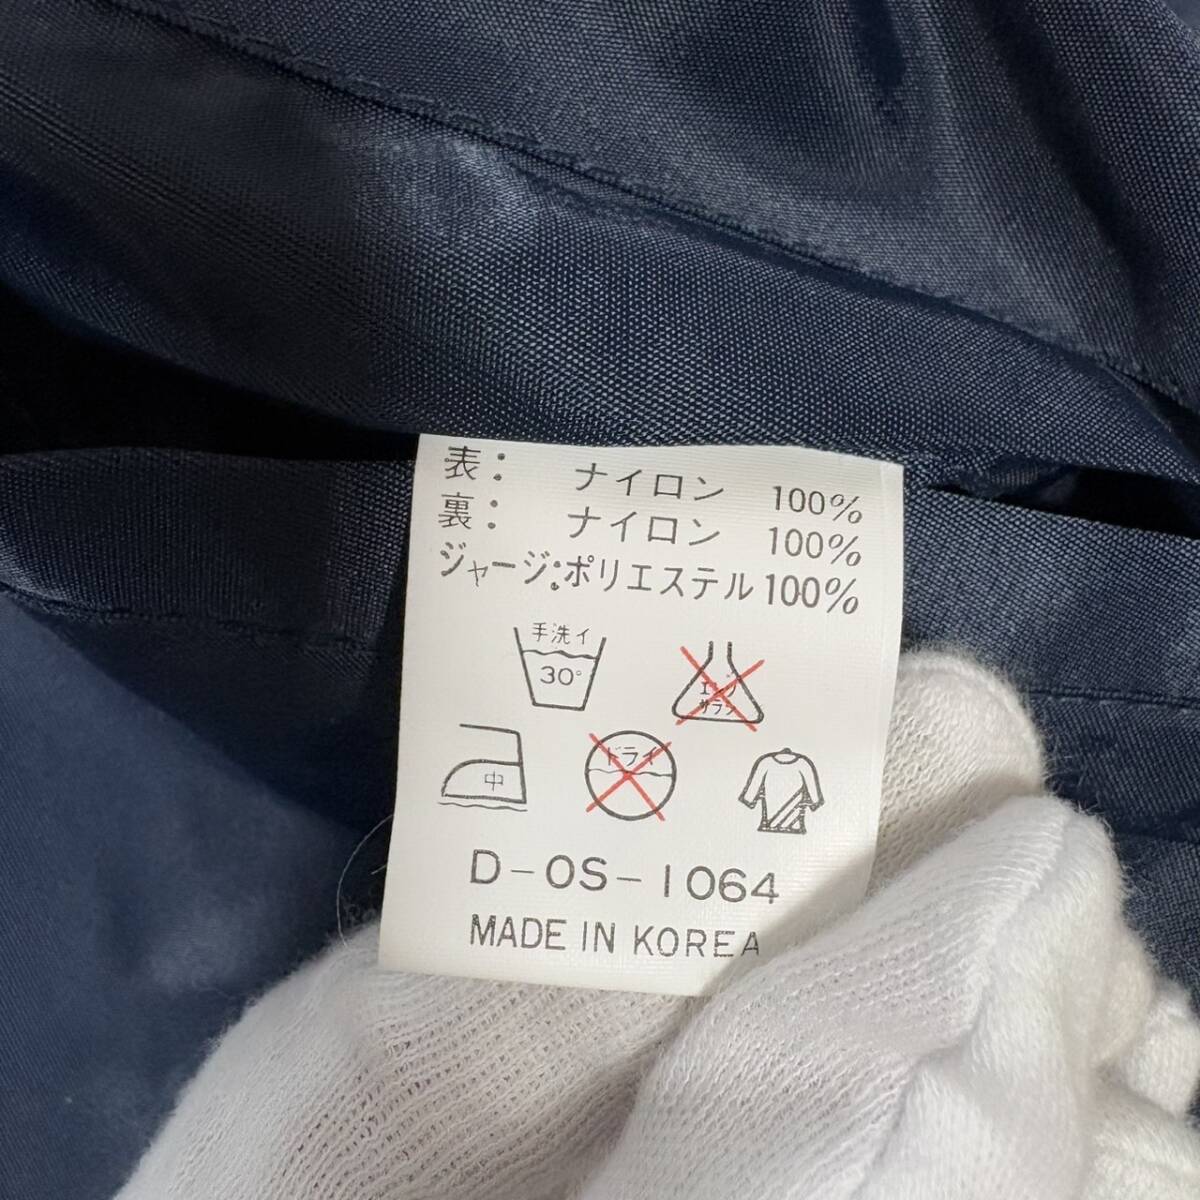 表： ナイロン 100%
裏： ナイロン 100%
ジャージ：ポリエステル 100%
手洗イ
30°
エンソ
サラシ
中
ドライ
D-OS-1064
MADE IN KOREA